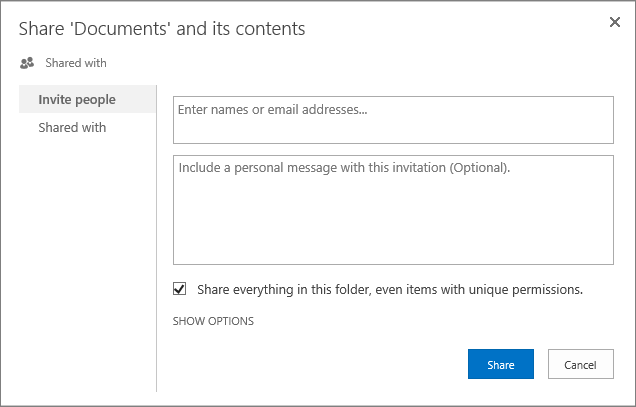 Share 'Documents' and its contents
Shared with
Invite people
Shared with
Enter names or email addresses...
Include a personal message with this invitation (Optional).
Share everything in this folder, even items with unique permissions.
SHOW OPTIONS
Share
Cancel